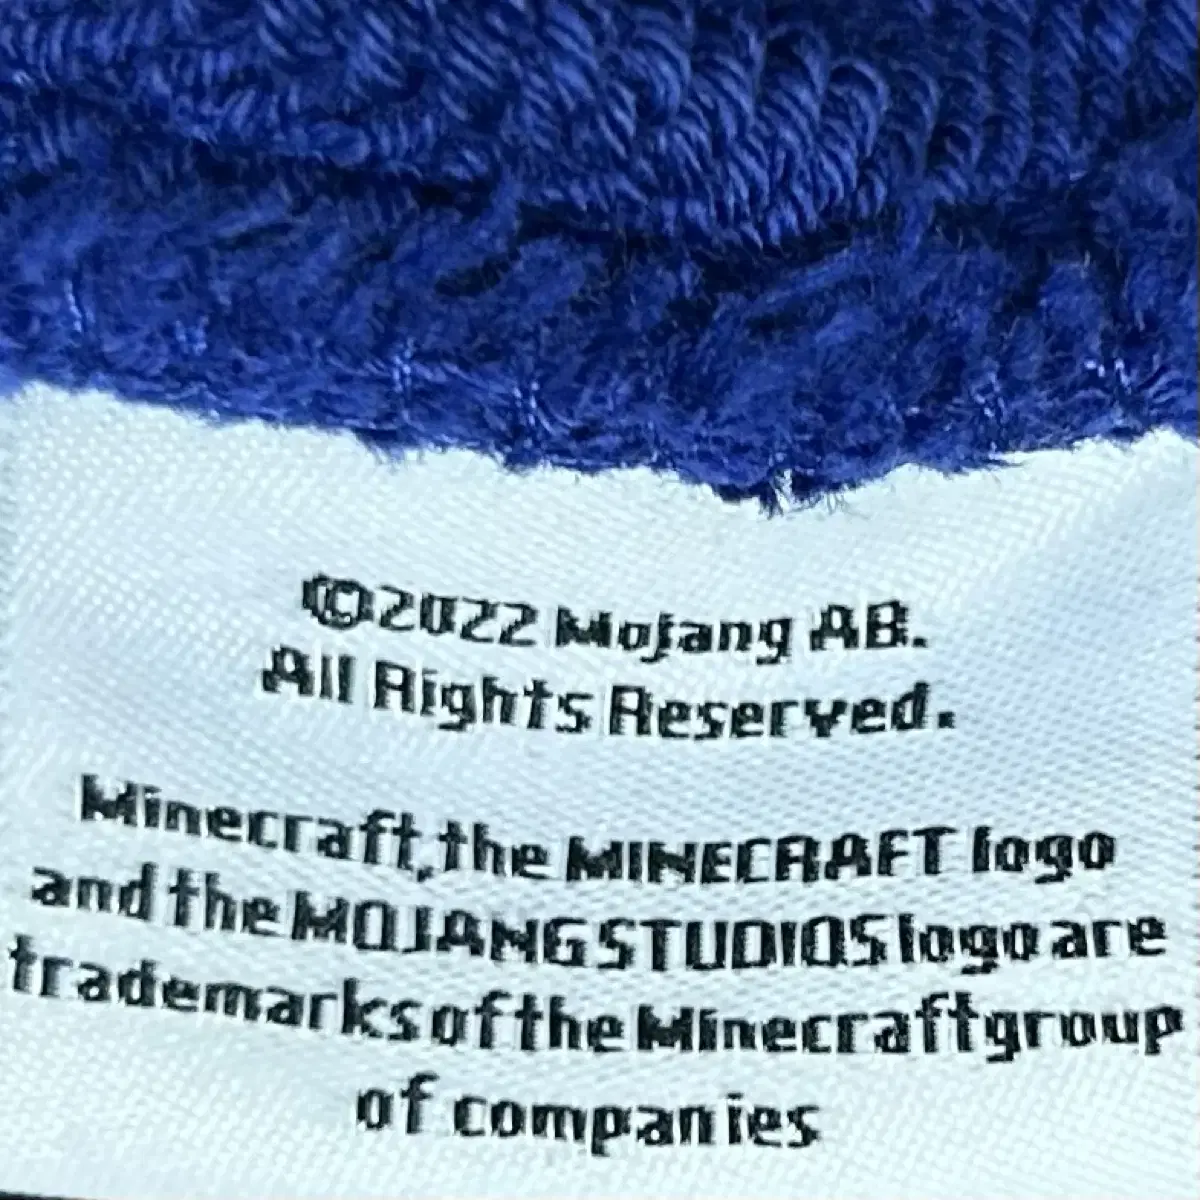 ©2022 Mojang AB.
All Rights Reserved.
Minecraft, the MINECRAFT logo
and the MOJANG STUDIOS logo are
trademarks of the Minecraft group
of companies